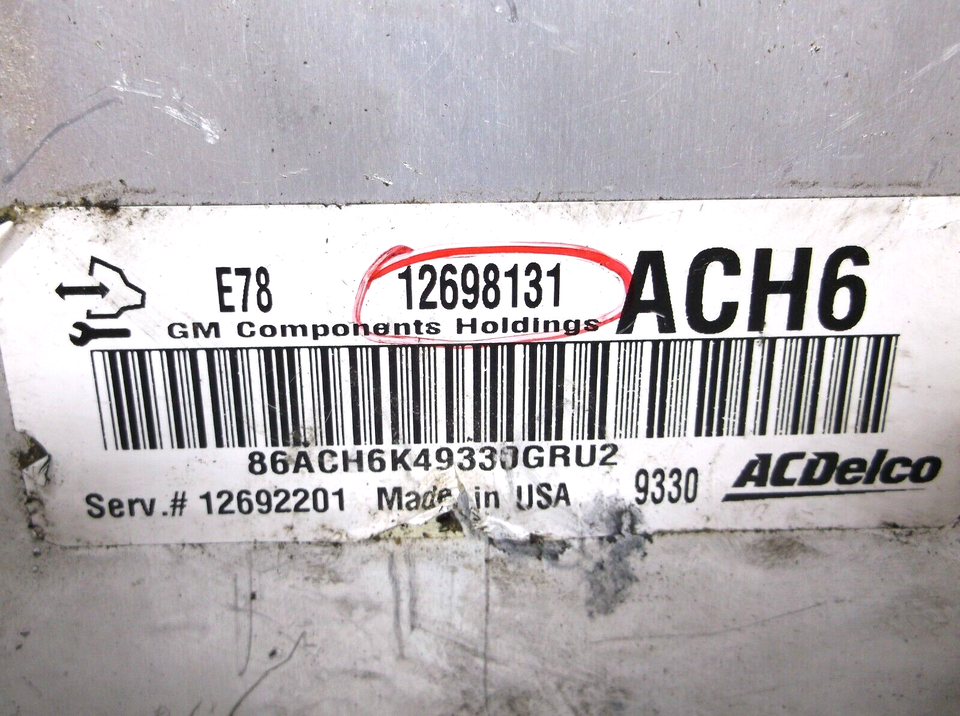 E78 12698131 ACH6
GM Components Holdings
86ACH6K49330GRU2
Serv.# 12692201 Made in USA 9330 ACDelco